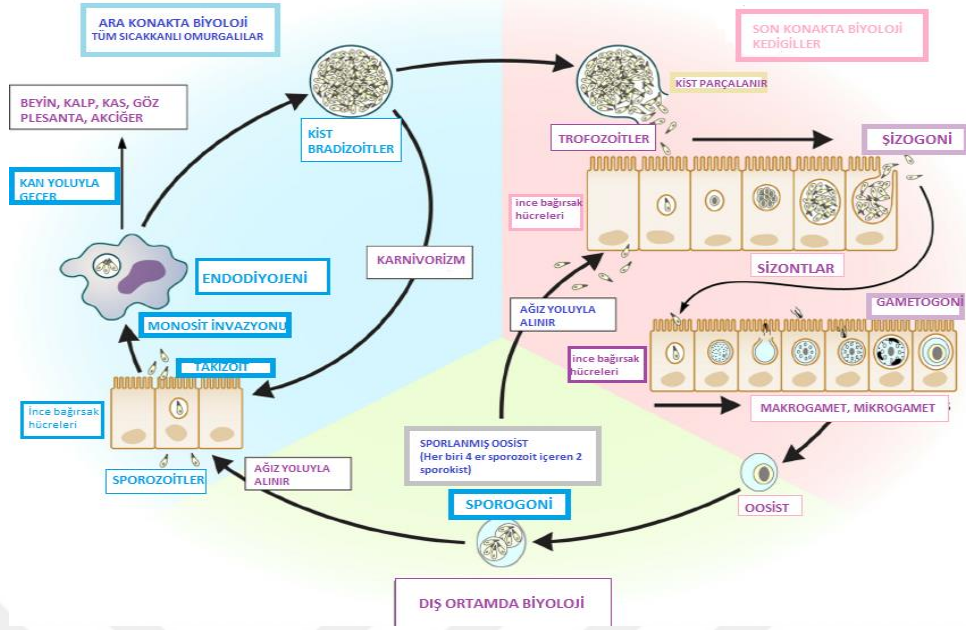 ARA KONAKTA BİYOLOJİ
TÜM SICAKKANLI OMURGALILAR
SON KONAKTA BİYOLOJİ
KEDİGİLLER
BEYİN, KALP, KAS, GÖZ
PLESANTA, AKCİĞER
KİST
BRADİZOİTLER
KİST PARÇALANIR
TROFOZOİTLER
ŞİZOGONİ
KAN YOLUYLA
GEÇER
ince bağırsak
hücreleri
KARNİVORİZM
SİZONTLAR
ENDODİYOJENİ
AĞIZ YOLUYLA
ALINIR
GAMETOGONİ
MONOSİT İNVAZYONU
TAKİZOİT
ince bağırsak
hücreleri
İnce bağırsak
hücreleri
MAKROGAMET, MİKROGAMET
SPORLANMIŞ OOSİST
(Her biri 4 er sporozoit içeren 2
sporokist)
SPOROZOİTLER
AĞIZ YOLUYLA
ALINIR
SPOROGONİ
OOSİST
DIŞ ORTAMDA BİYOLOJİ